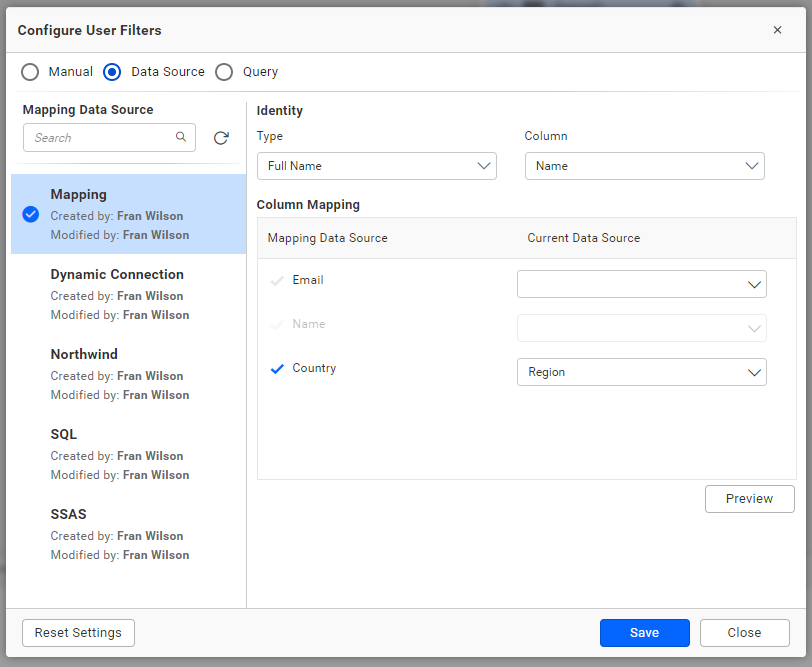 Configure User Filters
Manual Data Source Query
Mapping Data Source
Search
Mapping
Created by: Fran Wilson
Modified by: Fran Wilson
Dynamic Connection
Created by: Fran Wilson
Modified by: Fran Wilson
Northwind
Created by: Fran Wilson
Modified by: Fran Wilson
SQL
Created by: Fran Wilson
Modified by: Fran Wilson
SSAS
Created by: Fran Wilson
Modified by: Fran Wilson
Identity
Type Column
Full Name Name
Column Mapping
Mapping Data Source Current Data Source
Email
Name
Country Region
Preview
Reset Settings Save Close